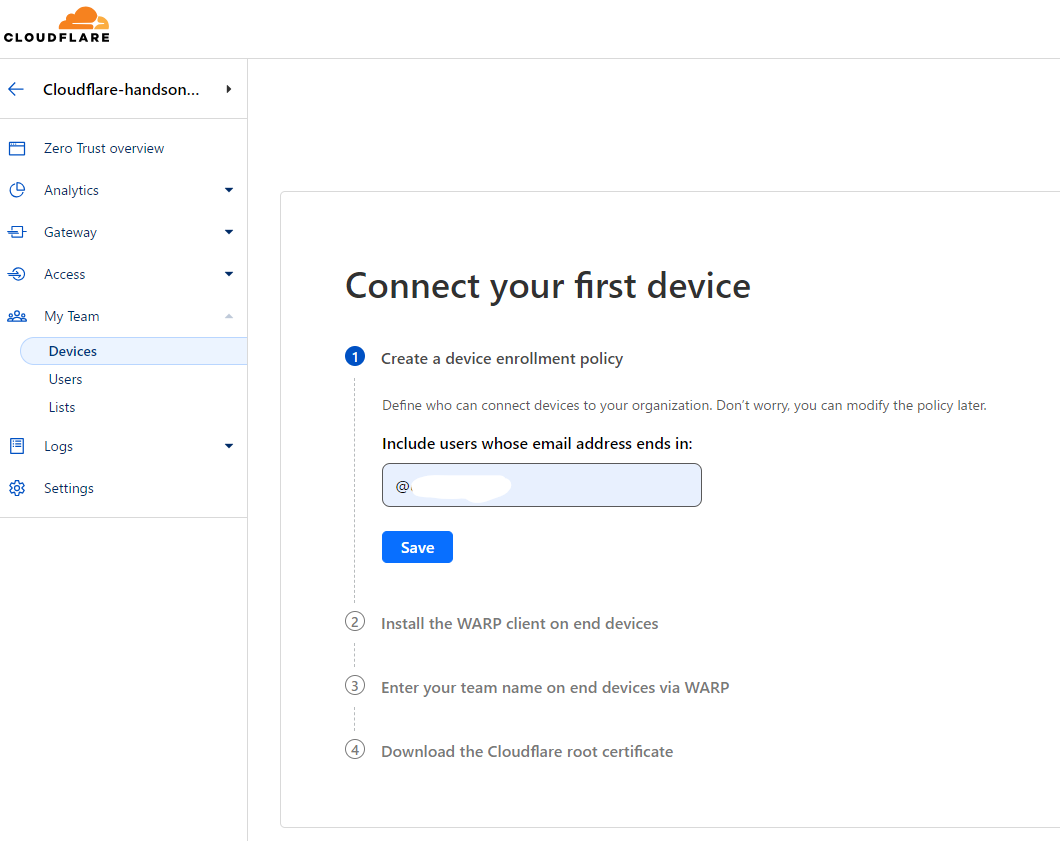 CLOUDFLARE
Cloudflare-handson...
Zero Trust overview
Analytics
Gateway
Access
My Team
Devices
Users
Lists
Logs
Settings
Connect your first device
1 Create a device enrollment policy
Define who can connect devices to your organization. Don’t worry, you can modify the policy later.
Include users whose email address ends in:
@
Save
2 Install the WARP client on end devices
3 Enter your team name on end devices via WARP
4 Download the Cloudflare root certificate